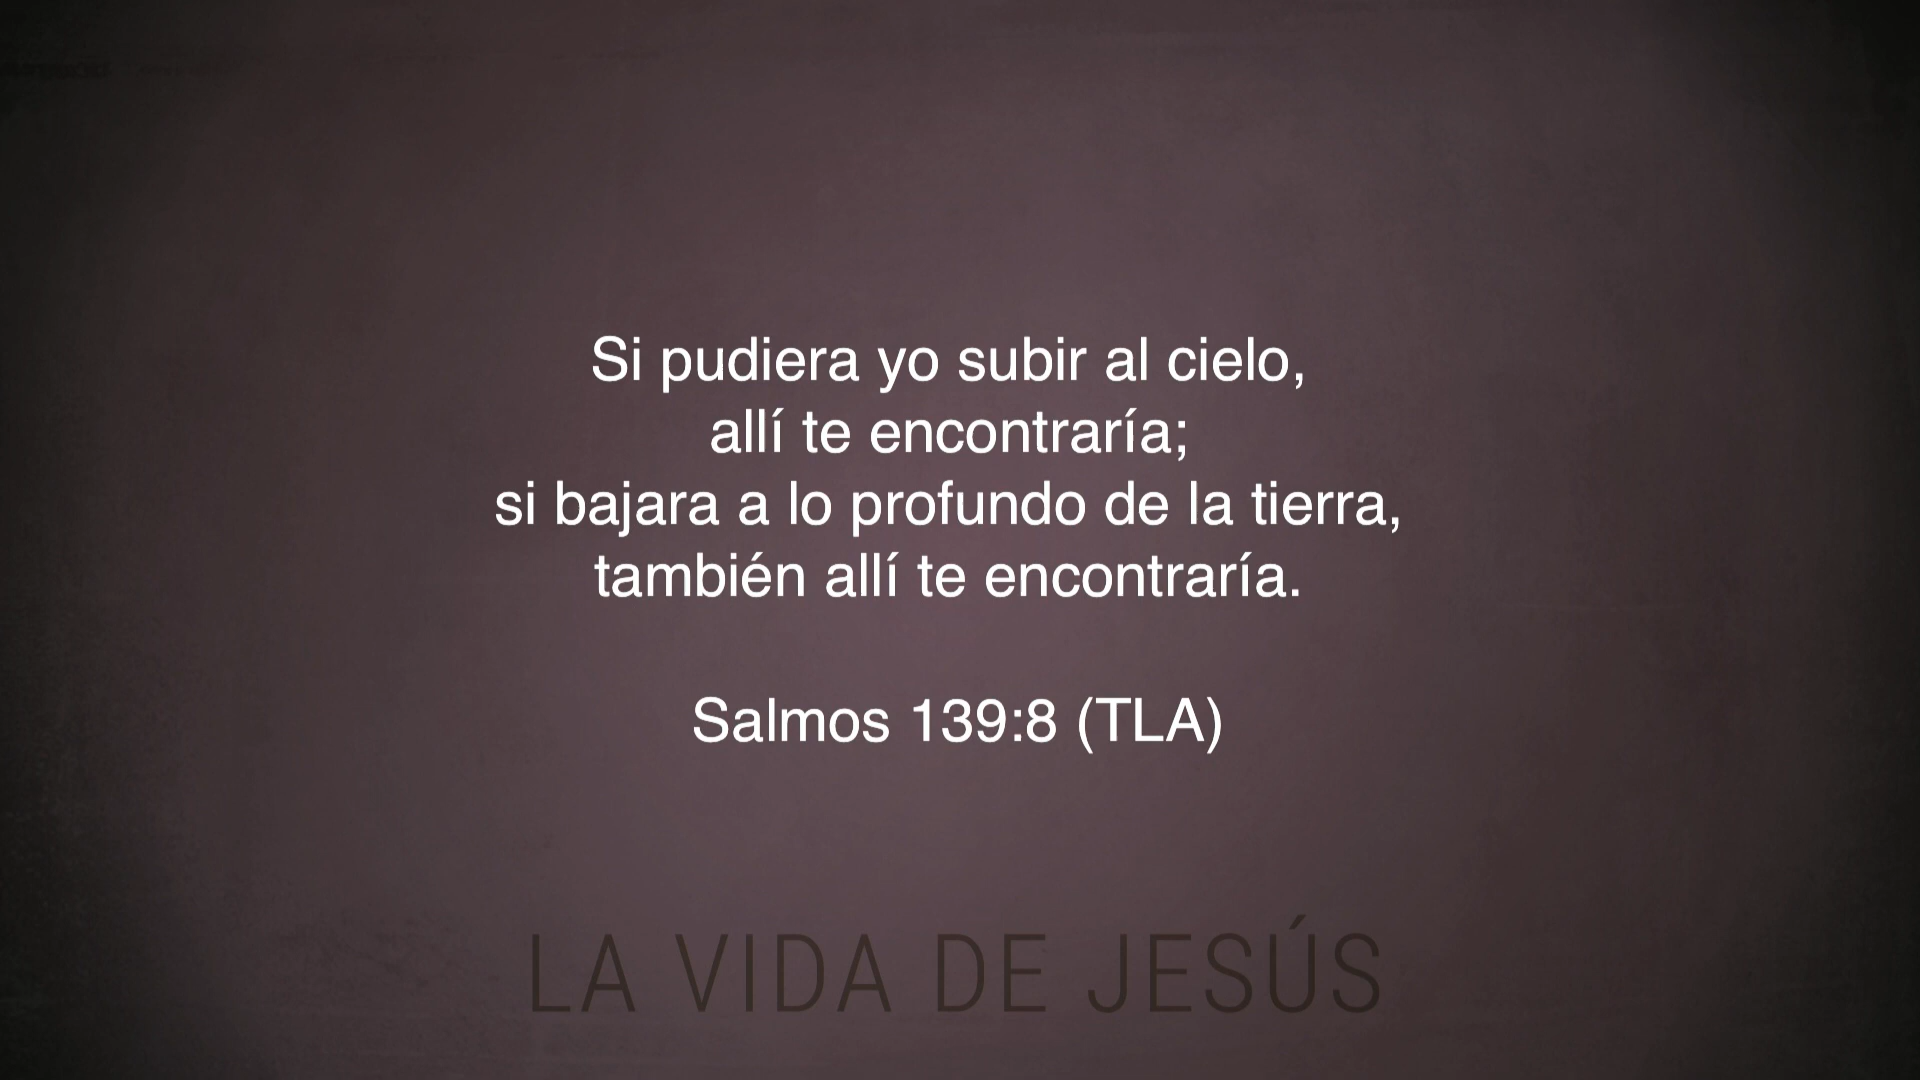 Si pudiera yo subir al cielo,
allí te encontraría;
si bajara a lo profundo de la tierra,
también allí te encontraría.
Salmos 139:8 (TLA)
LA VIDA DE JESÚS